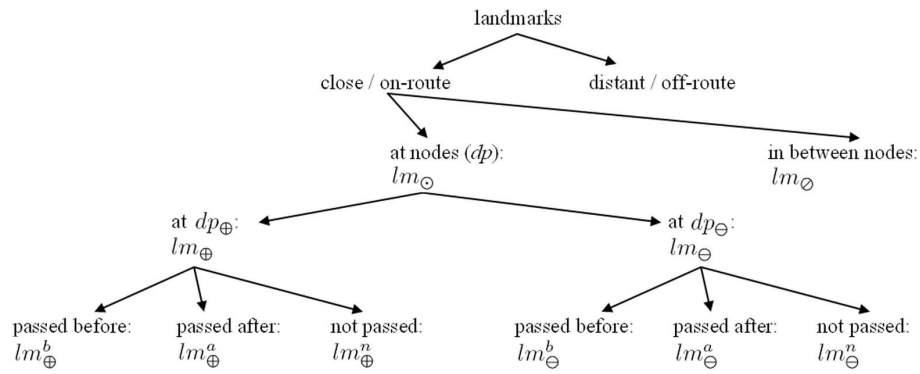 landmarks
close / on-route distant / off-route
at nodes (dp): in between nodes:
lm⊙ lm⊘
at dp⊕: at dp⊖:
lm⊕ lm⊖
passed before: passed after: not passed: passed before: passed after: not passed:
lm⊕^b lm⊕^a lm⊕^n lm⊖^b lm⊖^a lm⊖^n